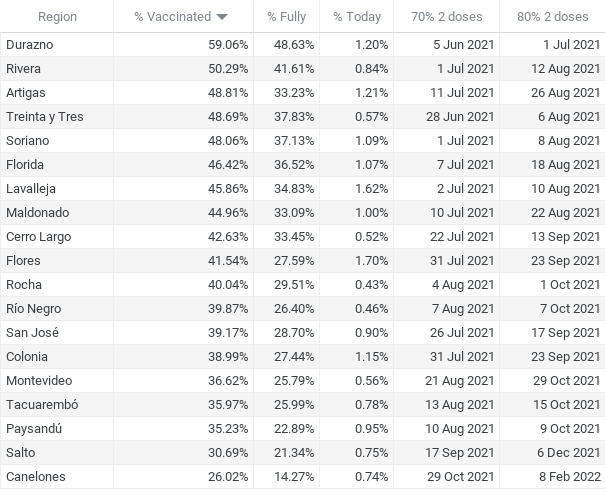 Region % Vaccinated % Fully % Today 70% 2 doses 80% 2 doses
Durazno 59.06% 48.63% 1.20% 5 Jun 2021 1 Jul 2021
Rivera 50.29% 41.61% 0.84% 1 Jul 2021 12 Aug 2021
Artigas 48.81% 33.23% 1.21% 11 Jul 2021 26 Aug 2021
Treinta y Tres 48.69% 37.83% 0.57% 28 Jun 2021 6 Aug 2021
Soriano 48.06% 37.13% 1.09% 1 Jul 2021 8 Aug 2021
Florida 46.42% 36.52% 1.07% 7 Jul 2021 18 Aug 2021
Lavalleja 45.86% 34.83% 1.62% 2 Jul 2021 10 Aug 2021
Maldonado 44.96% 33.09% 1.00% 10 Jul 2021 22 Aug 2021
Cerro Largo 42.63% 33.45% 0.52% 22 Jul 2021 13 Sep 2021
Flores 41.54% 27.59% 1.70% 31 Jul 2021 23 Sep 2021
Rocha 40.04% 29.51% 0.43% 4 Aug 2021 1 Oct 2021
Río Negro 39.87% 26.40% 0.46% 7 Aug 2021 7 Oct 2021
San José 39.17% 28.70% 0.90% 26 Jul 2021 17 Sep 2021
Colonia 38.99% 27.44% 1.15% 31 Jul 2021 23 Sep 2021
Montevideo 36.62% 25.79% 0.56% 21 Aug 2021 29 Oct 2021
Tacuarembó 35.97% 25.99% 0.78% 13 Aug 2021 15 Oct 2021
Paysandú 35.23% 22.89% 0.95% 10 Aug 2021 9 Oct 2021
Salto 30.69% 21.34% 0.75% 17 Sep 2021 6 Dec 2021
Canelones 26.02% 14.27% 0.74% 29 Oct 2021 8 Feb 2022